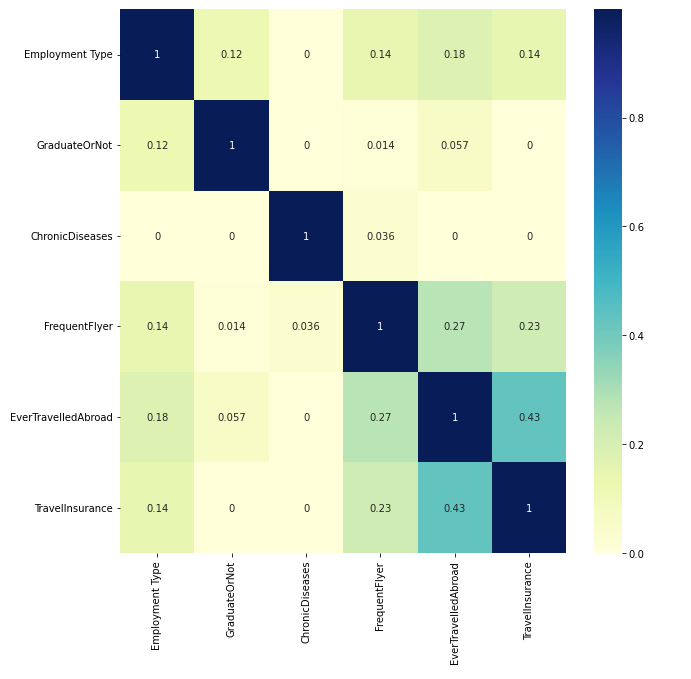 Employment Type 1 0.12 0 0.14 0.18 0.14
GraduateOrNot 0.12 1 0 0.014 0.057 0
ChronicDiseases 0 0 1 0.036 0 0
FrequentFlyer 0.14 0.014 0.036 1 0.27 0.23
EverTravelledAbroad 0.18 0.057 0 0.27 1 0.43
TravelInsurance 0.14 0 0 0.23 0.43 1
Employment Type
GraduateOrNot
ChronicDiseases
FrequentFlyer
EverTravelledAbroad
TravelInsurance
0.8
0.6
0.4
0.2
0.0